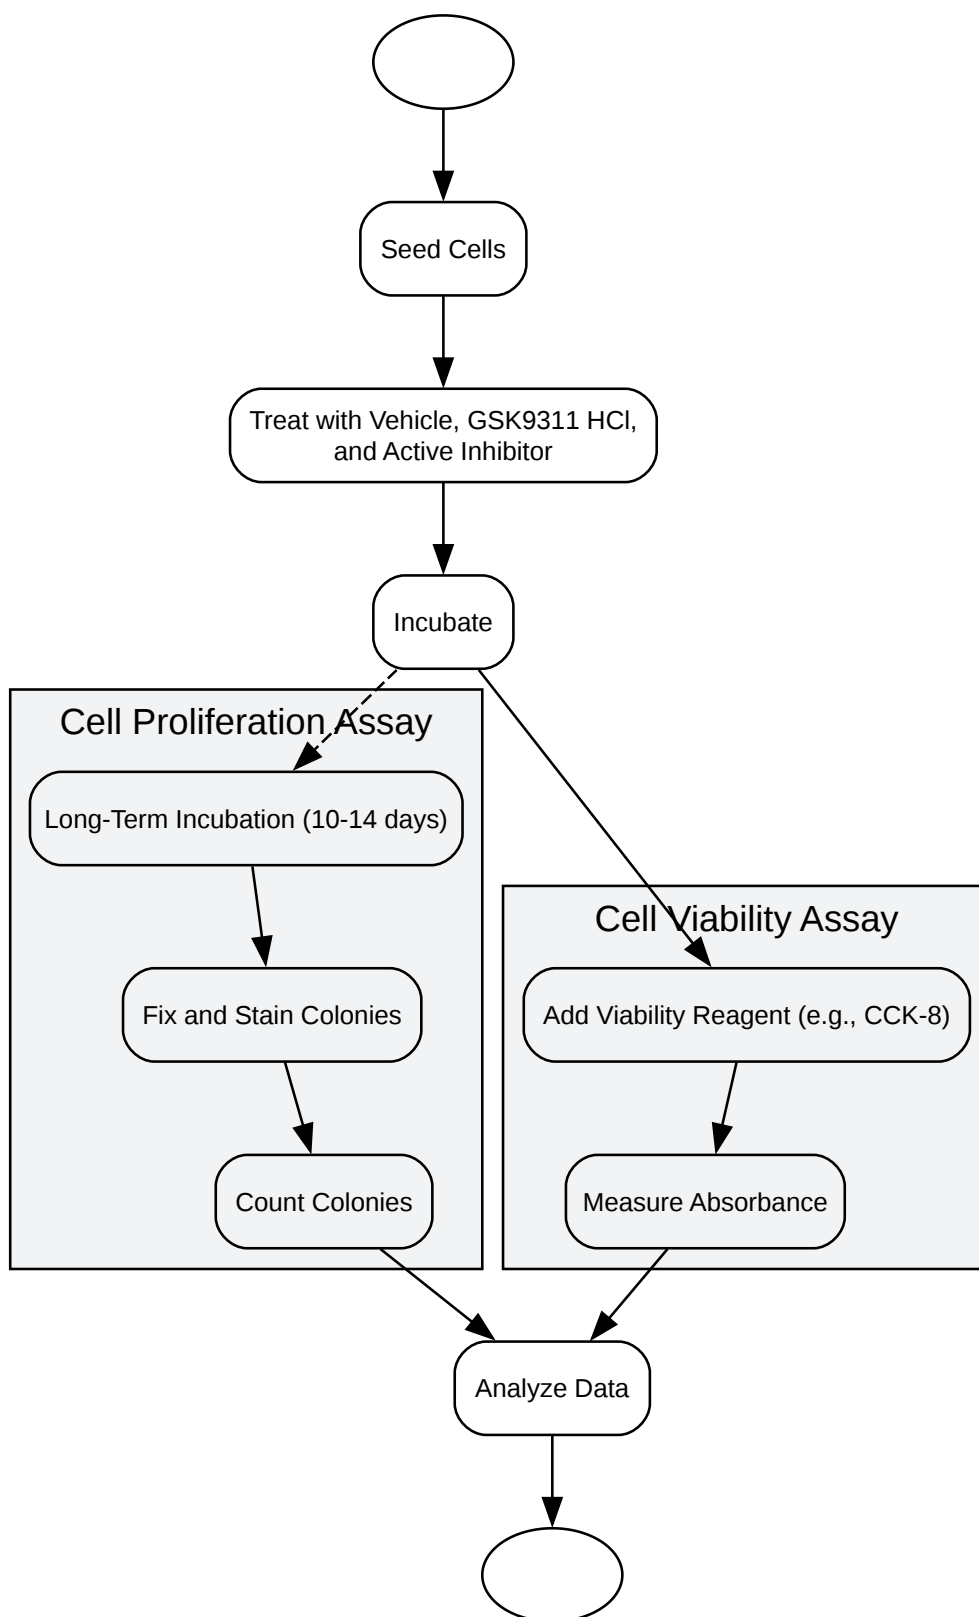 Seed Cells
Treat with Vehicle, GSK9311 HCl,
and Active Inhibitor
Incubate
Cell Proliferation Assay
Long-Term Incubation (10-14 days)
Fix and Stain Colonies
Count Colonies
Cell Viability Assay
Add Viability Reagent (e.g., CCK-8)
Measure Absorbance
Analyze Data